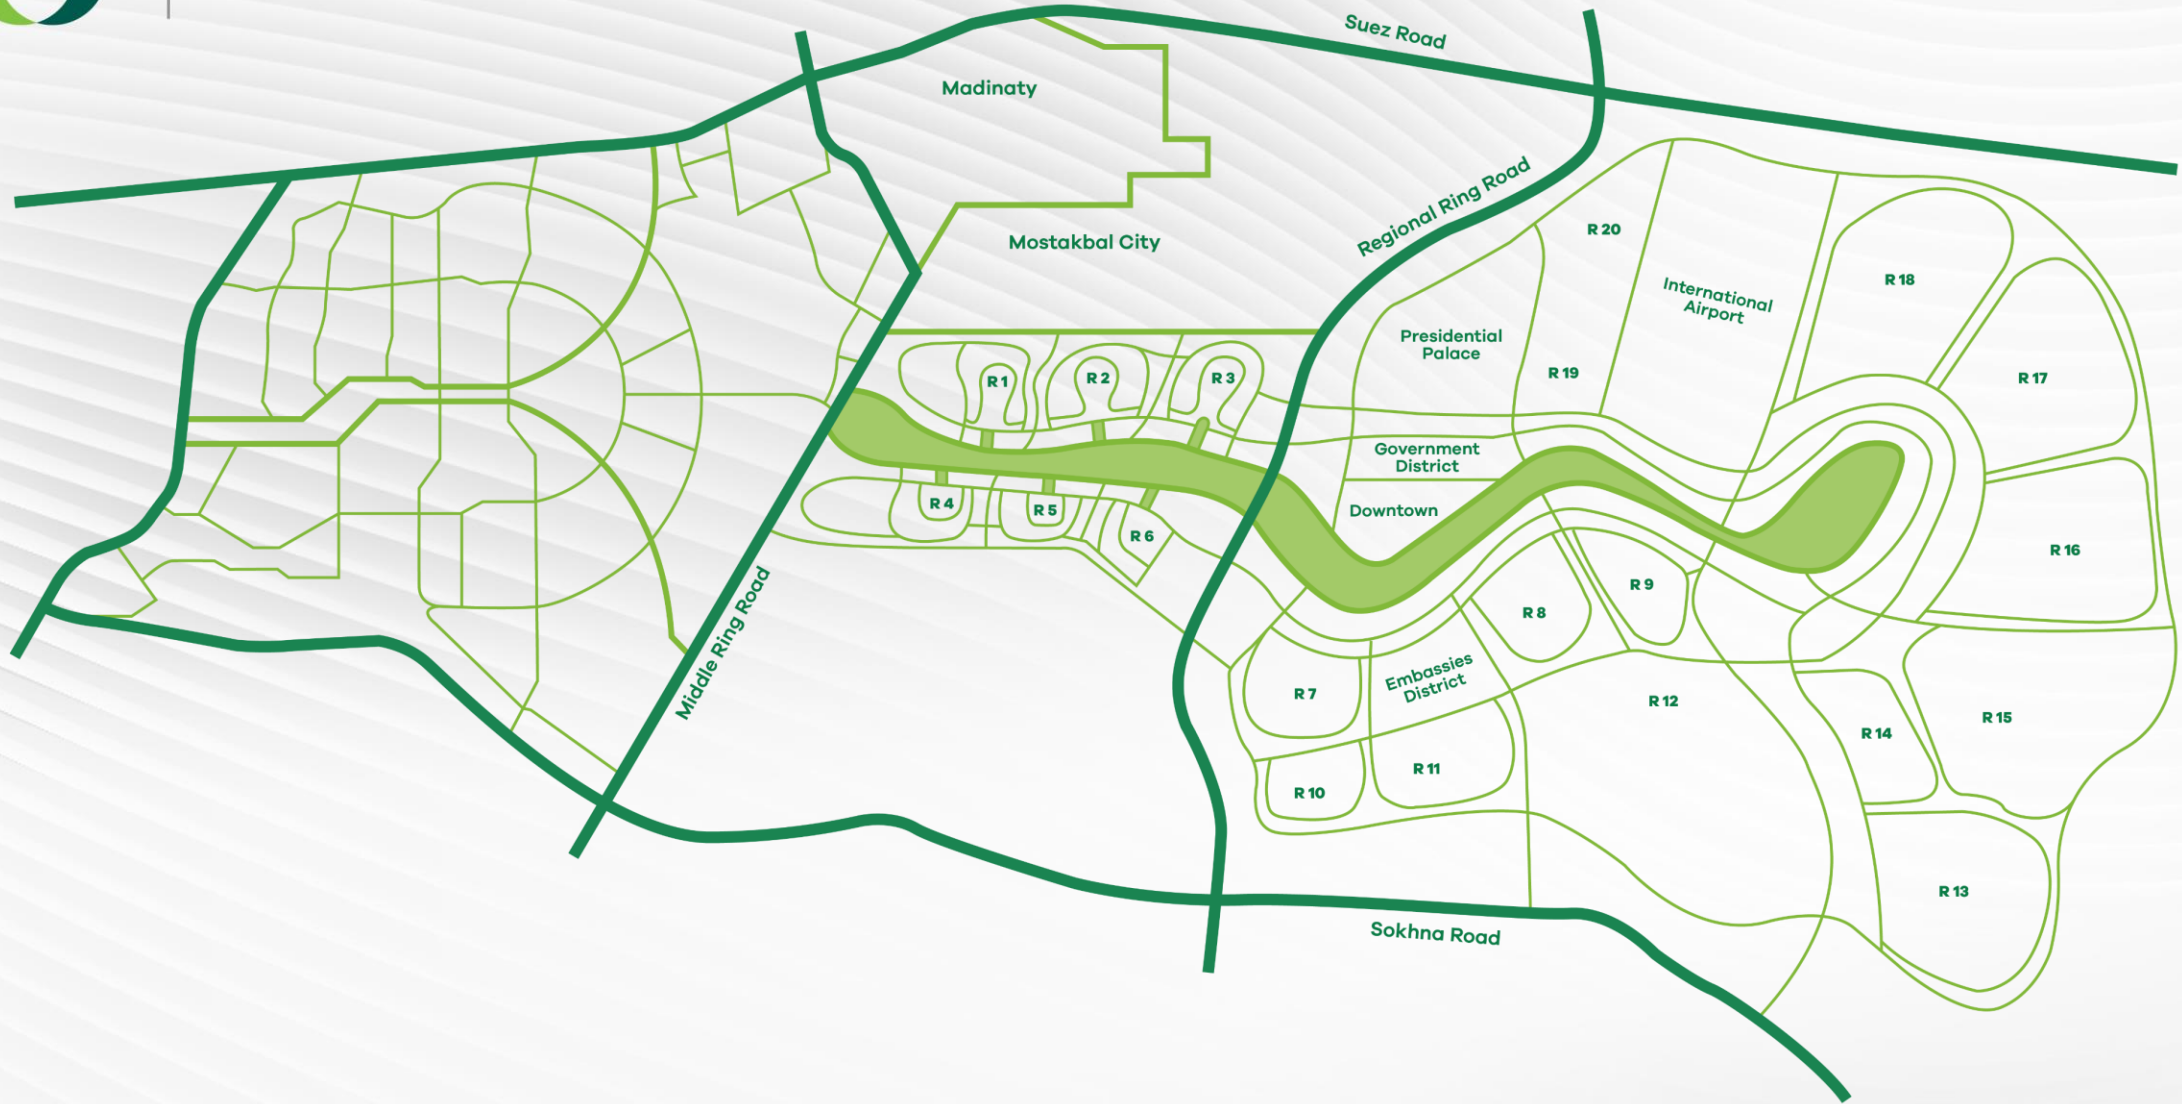 Suez Road
Madinaty
Regional Ring Road
Mostakbal City
R 20
R 18
International
Airport
Presidential
Palace
R 19
R 17
R 1
R 2
R 3
Government
District
R 4
R 5
Downtown
R 6
R 16
R 9
R 8
Middle Ring Road
Embassies
District
R 7
R 12
R 15
R 14
R 11
R 10
R 13
Sokhna Road